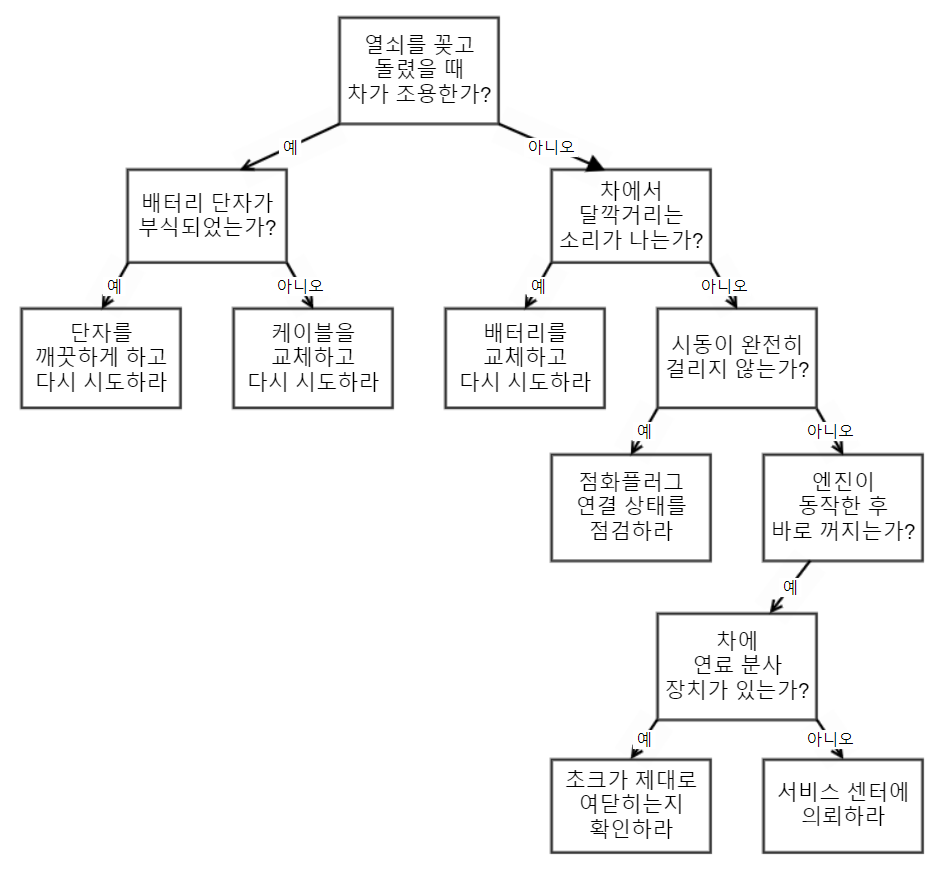 열쇠를 꽂고
돌렸을 때
차가 조용한가?
예
아니오
배터리 단자가
부식되었는가?
차에서
달깍거리는
소리가 나는가?
예
아니오
예
아니오
단자를
깨끗하게 하고
다시 시도하라
케이블을
교체하고
다시 시도하라
배터리를
교체하고
다시 시도하라
시동이 완전히
걸리지 않는가?
예
아니오
점화플러그
연결 상태를
점검하라
엔진이
동작한 후
바로 꺼지는가?
예
차에
연료 분사
장치가 있는가?
예
아니오
초크가 제대로
여닫히는지
확인하라
서비스 센터에
의뢰하라